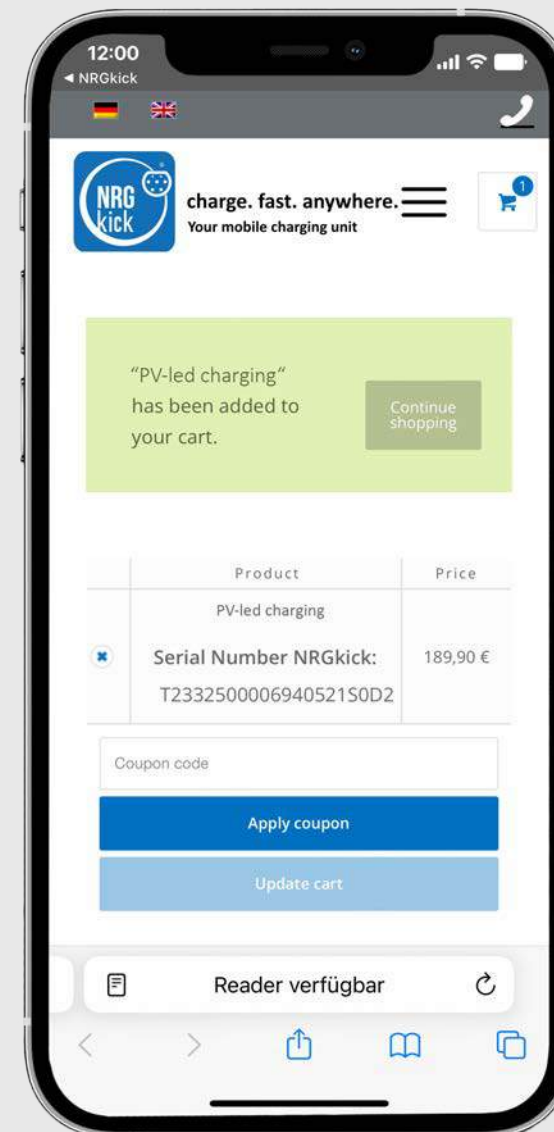 12:00
◀ NRGkick
NRG
kick
®
charge. fast. anywhere.
Your mobile charging unit
1
“PV-led charging“
has been added to
your cart.
Continue
shopping
Product Price
PV-led charging
Serial Number NRGkick:
T2332500006940521S0D2
189,90 €
Coupon code
Apply coupon
Update cart
Reader verfügbar